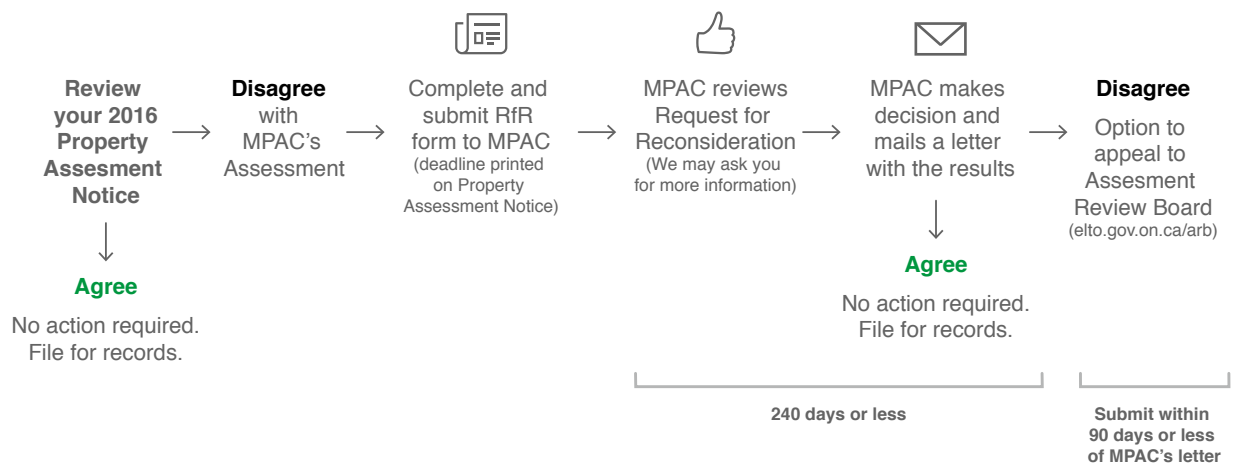 Review
your 2016
Property
Assesment
Notice
Agree
No action required.
File for records.
Disagree
with
MPAC's
Assessment
Complete and
submit RfR
form to MPAC
(deadline printed
on Property
Assessment Notice)
MPAC reviews
Request for
Reconsideration
(We may ask you
for more information)
MPAC makes
decision and
mails a letter
with the results
Agree
No action required.
File for records.
Disagree
Option to
appeal to
Assesment
Review Board
(elto.gov.on.ca/arb)
240 days or less
Submit within
90 days or less
of MPAC's letter